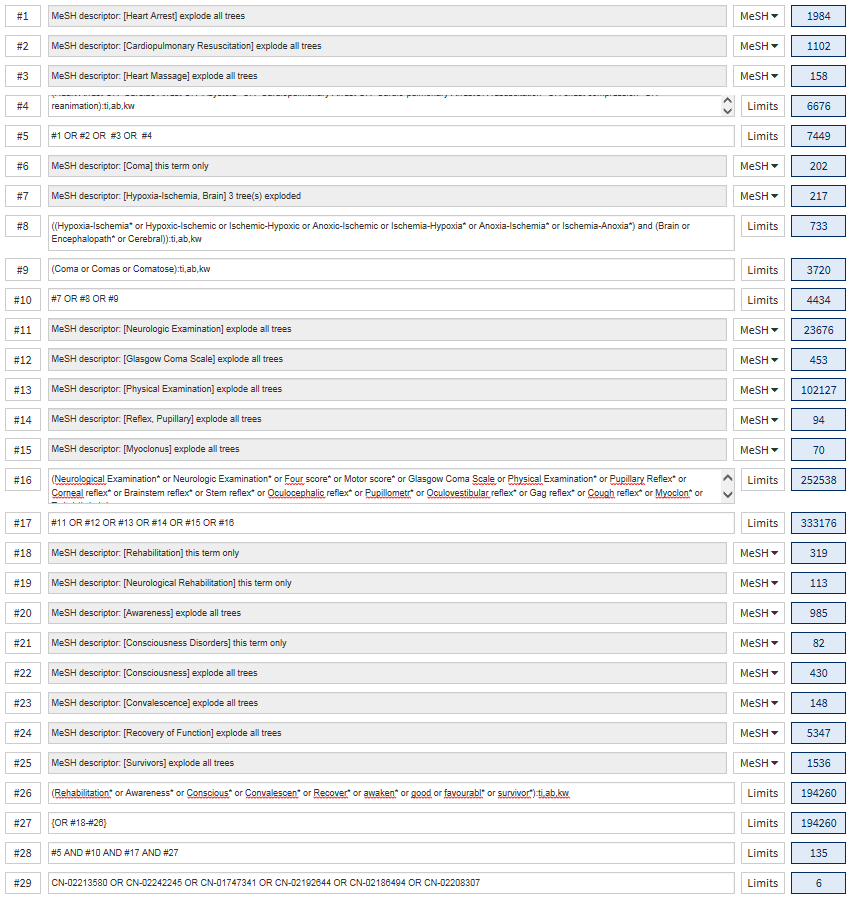 #1 MeSH descriptor: [Heart Arrest] explode all trees MeSH 1984
#2 MeSH descriptor: [Cardiopulmonary Resuscitation] explode all trees MeSH 1102
#3 MeSH descriptor: [Heart Massage] explode all trees MeSH 158
#4 reanimation):ti,ab,kw Limits 6676
#5 #1 OR #2 OR #3 OR #4 Limits 7449
#6 MeSH descriptor: [Coma] this term only MeSH 202
#7 MeSH descriptor: [Hypoxia-Ischemia, Brain] 3 tree(s) exploded MeSH 217
#8 ((Hypoxia-Ischemia* or Hypoxic-Ischemic or Ischemic-Hypoxic or Anoxic-Ischemic or Ischemia-Hypoxia* or Anoxia-Ischemia* or Ischemia-Anoxia*) and (Brain or Limits 733
Encephalopath* or Cerebral)):ti,ab,kw
#9 (Coma or Comas or Comatose):ti,ab,kw Limits 3720
#10 #7 OR #8 OR #9 Limits 4434
#11 MeSH descriptor: [Neurologic Examination] explode all trees MeSH 23676
#12 MeSH descriptor: [Glasgow Coma Scale] explode all trees MeSH 453
#13 MeSH descriptor: [Physical Examination] explode all trees MeSH 102127
#14 MeSH descriptor: [Reflex, Pupillary] explode all trees MeSH 94
#15 MeSH descriptor: [Myoclonus] explode all trees MeSH 70
#16 (Neurological Examination* or Neurologic Examination* or Four score* or Motor score* or Glasgow Coma Scale or Physical Examination* or Pupillary Reflex* or Limits 252538
Corneal reflex* or Brainstem reflex* or Stem reflex* or Oculocephalic reflex* or Pupillometr* or Oculovestibular reflex* or Gag reflex* or Cough reflex* or Myoclon* or
#17 #11 OR #12 OR #13 OR #14 OR #15 OR #16 Limits 333176
#18 MeSH descriptor: [Rehabilitation] this term only MeSH 319
#19 MeSH descriptor: [Neurological Rehabilitation] this term only MeSH 113
#20 MeSH descriptor: [Awareness] explode all trees MeSH 985
#21 MeSH descriptor: [Consciousness Disorders] this term only MeSH 82
#22 MeSH descriptor: [Consciousness] explode all trees MeSH 430
#23 MeSH descriptor: [Convalescence] explode all trees MeSH 148
#24 MeSH descriptor: [Recovery of Function] explode all trees MeSH 5347
#25 MeSH descriptor: [Survivors] explode all trees MeSH 1536
#26 (Rehabilitation* or Awareness* or Conscious* or Convalescen* or Recover* or awaken* or good or favourabl* or survivor*):ti,ab,kw Limits 194260
#27 {OR #18-#26} Limits 194260
#28 #5 AND #10 AND #17 AND #27 Limits 135
#29 CN-02213580 OR CN-02242245 OR CN-01747341 OR CN-02192644 OR CN-02186494 OR CN-02208307 Limits 6